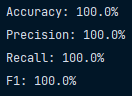 Accuracy: 100.0%
Precision: 100.0%
Recall: 100.0%
F1: 100.0%